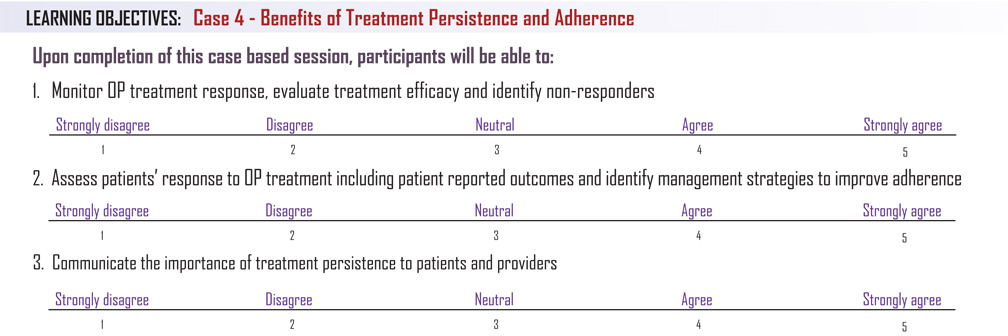 LEARNING OBJECTIVES: Case 4 - Benefits of Treatment Persistence and Adherence
Upon completion of this case based session, participants will be able to:
1. Monitor OP treatment response, evaluate treatment efficacy and identify non-responders
Strongly disagree Disagree Neutral Agree Strongly agree
1 2 3 4 5
2. Assess patients' response to OP treatment including patient reported outcomes and identify management strategies to improve adherence
Strongly disagree Disagree Neutral Agree Strongly agree
1 2 3 4 5
3. Communicate the importance of treatment persistence to patients and providers
Strongly disagree Disagree Neutral Agree Strongly agree
1 2 3 4 5